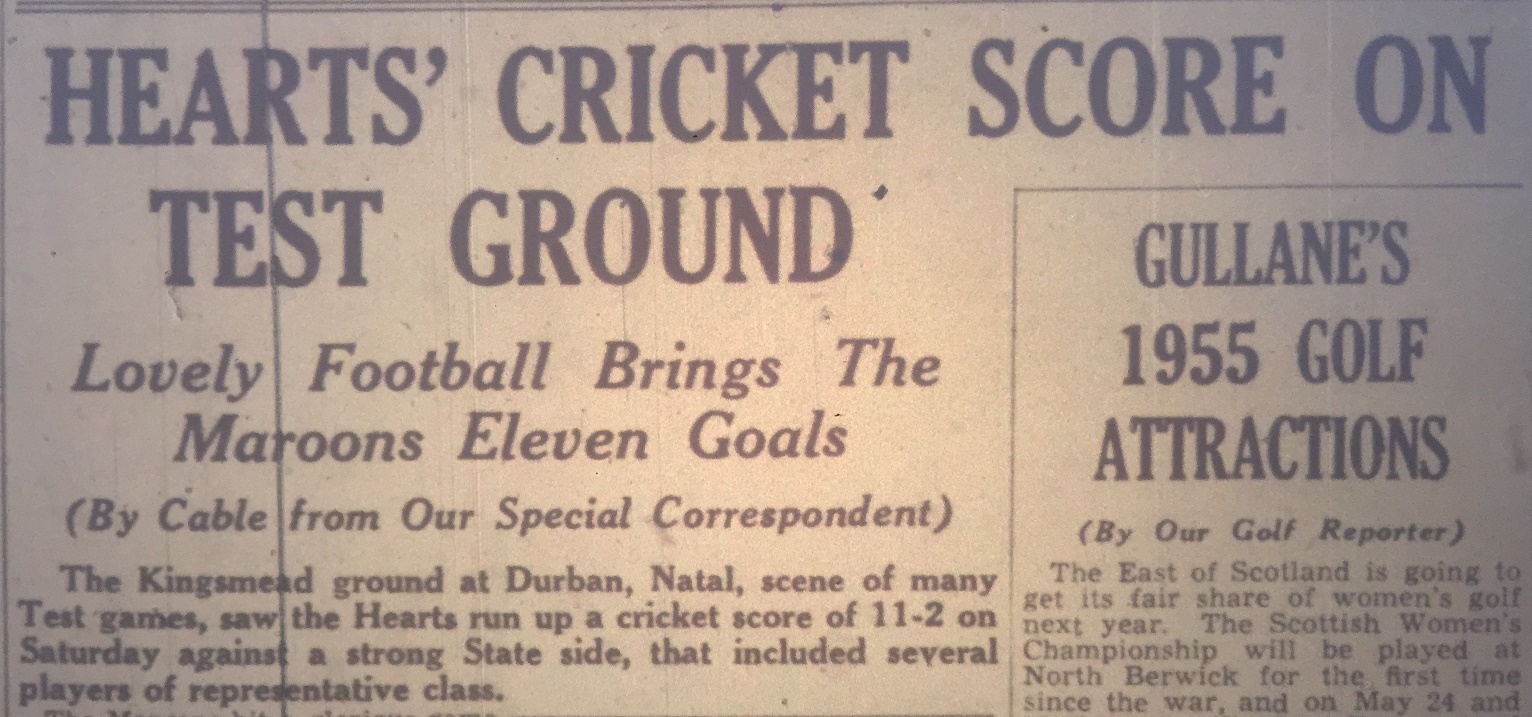 HEARTS' CRICKET SCORE ON
TEST GROUND
Lovely Football Brings The
Maroons Eleven Goals
(By Cable from Our Special Correspondent)
The Kingsmead ground at Durban, Natal, scene of many
Test games, saw the Hearts run up a cricket score of 11-2 on
Saturday against a strong State side, that included several
players of representative class.
GULLANE'S
1955 GOLF
ATTRACTIONS
(By Our Golf Reporter)
The East of Scotland is going to
get its fair share of women's golf
next year. The Scottish Women's
Championship will be played at
North Berwick for the first time
since the war, and on May 24 and